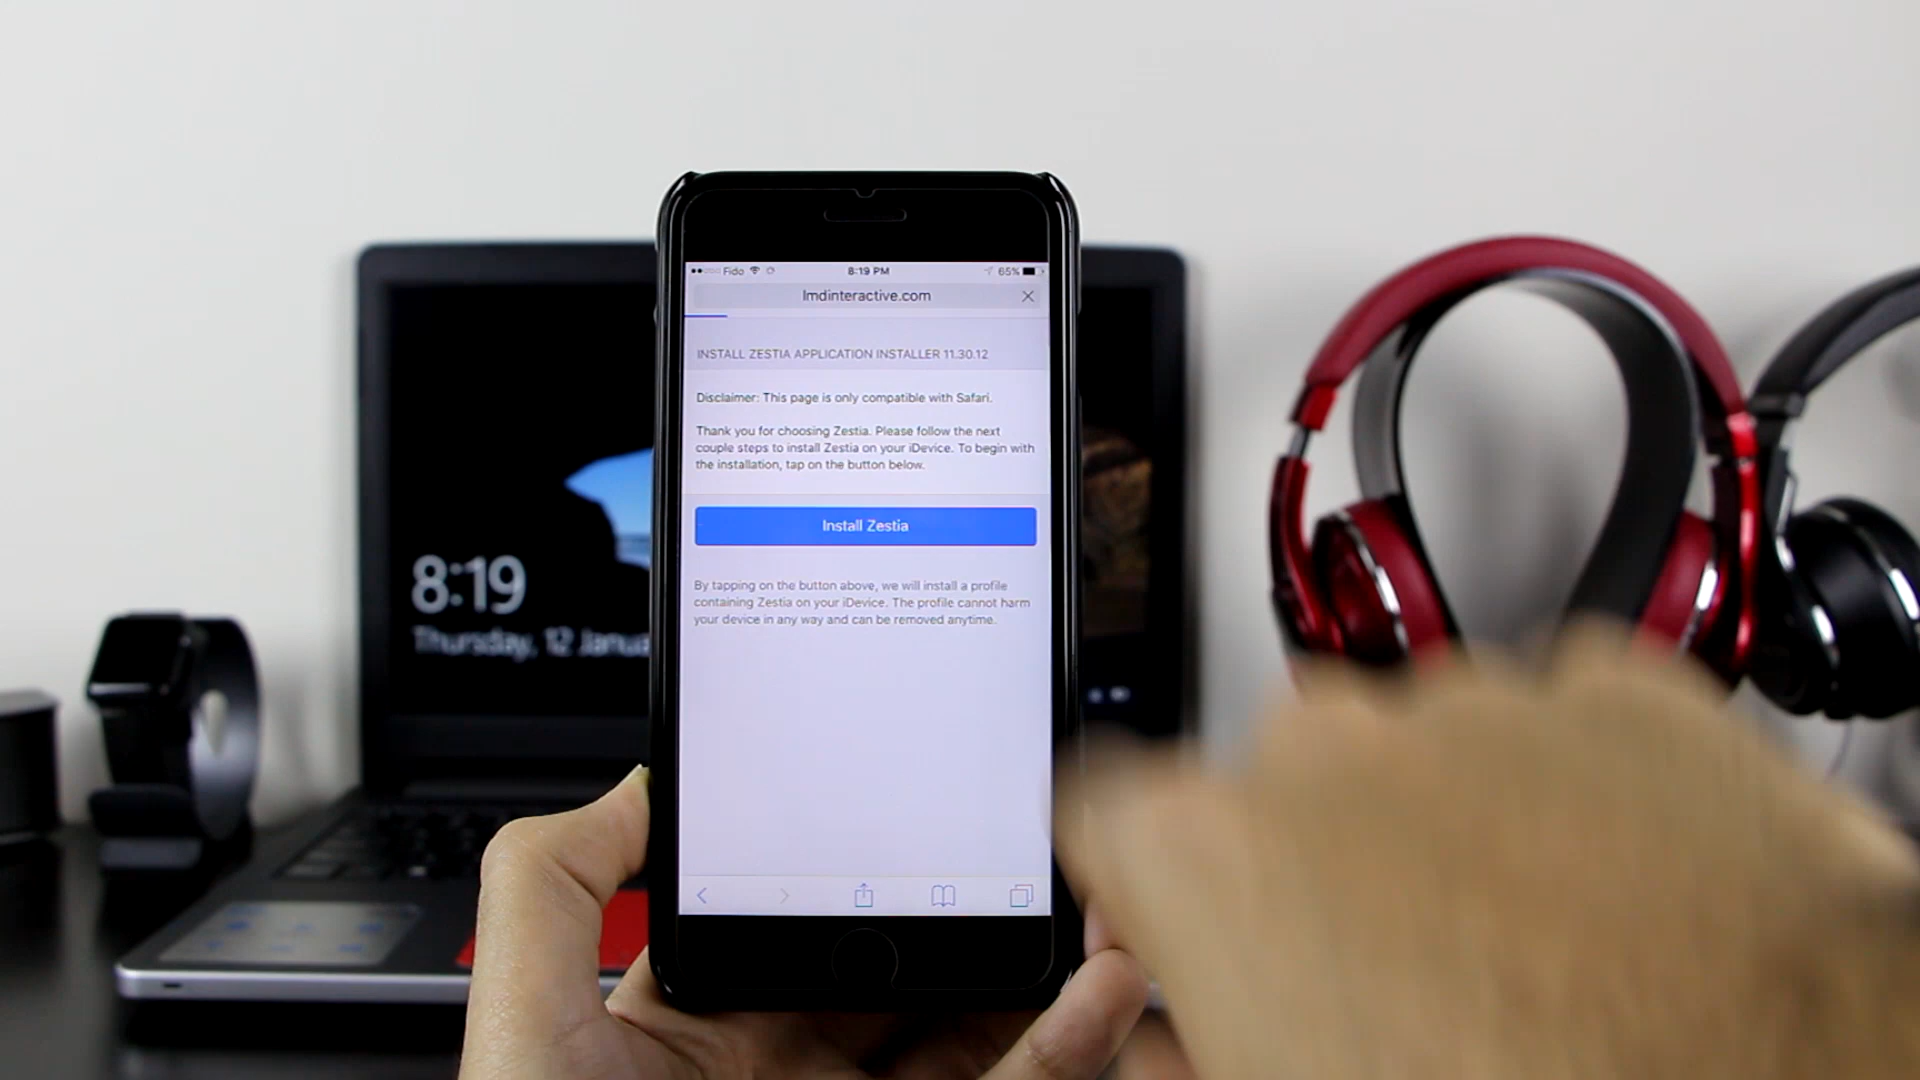 Fido 8:19 PM 65%
lmdinteractive.com
INSTALL ZESTIA APPLICATION INSTALLER 11.30.12
Disclaimer: This page is only compatible with Safari.
Thank you for choosing Zestia. Please follow the next
couple steps to install Zestia on your iDevice. To begin with
the installation, tap on the button below.
Install Zestia
By tapping on the button above, we will install a profile
containing Zestia on your iDevice. The profile cannot harm
your device in any way and can be removed anytime.
8:19
Thursday, 12 Janua